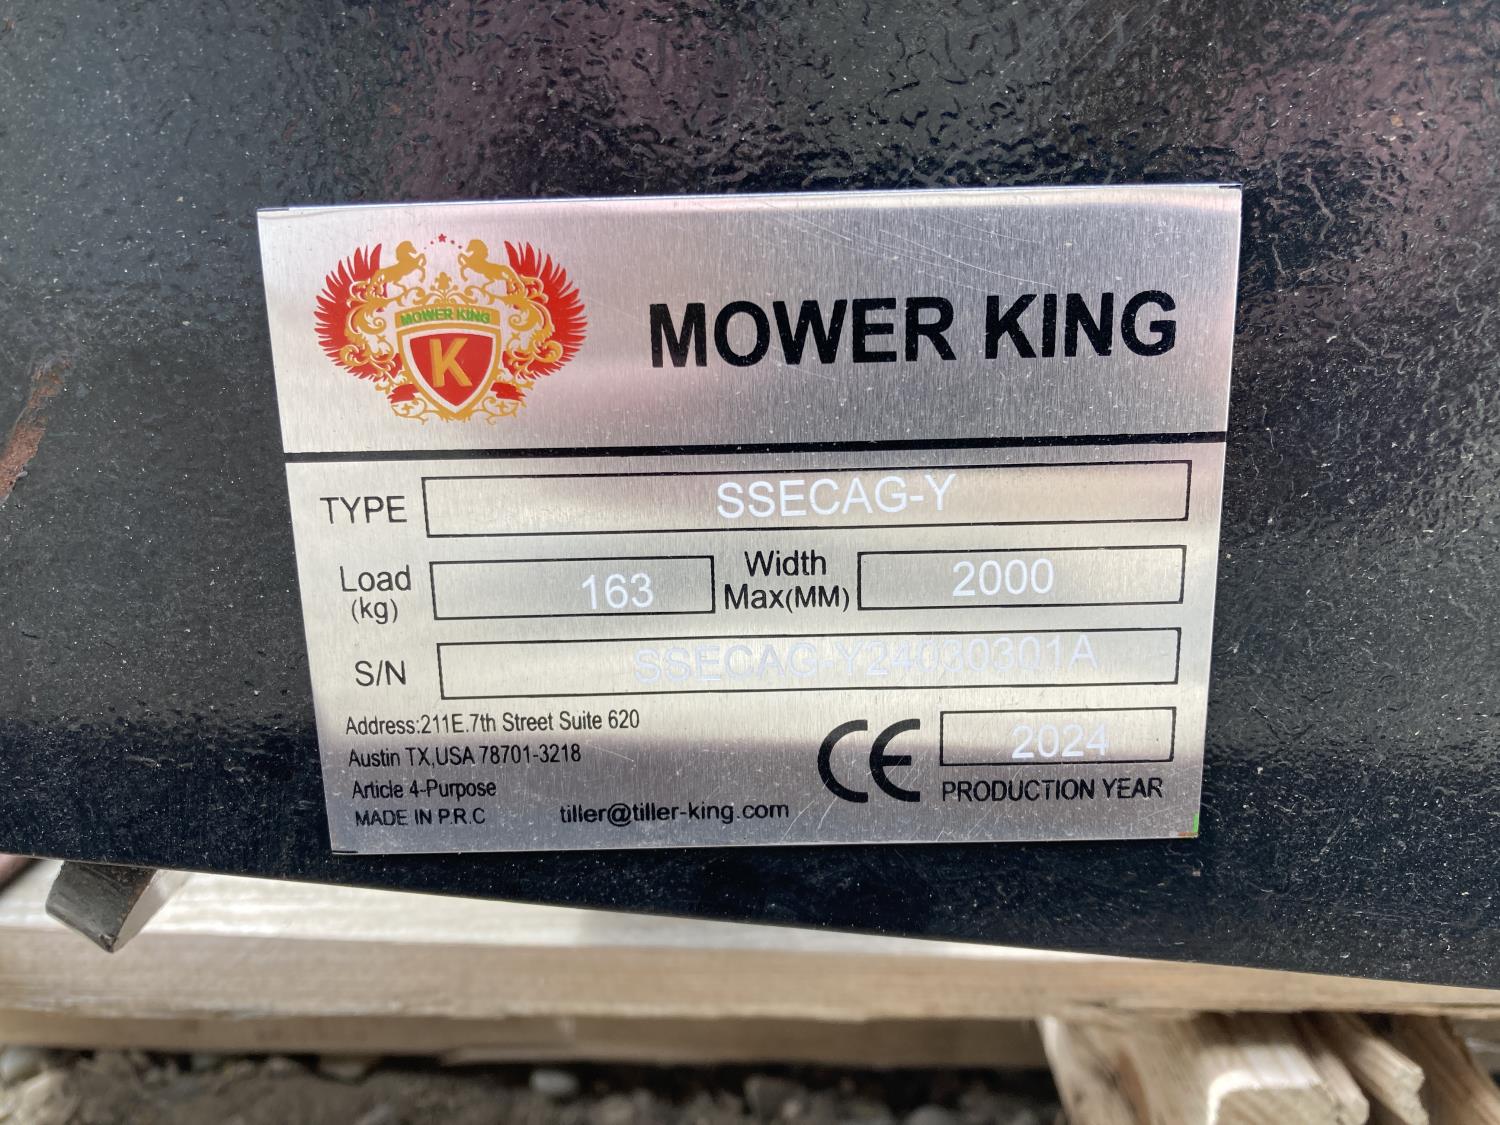 MOWER KING
K
MOWER KING
TYPE SSECAG-Y
Load (kg) 163 Width Max(MM) 2000
S/N SSECAG-Y24030301A
Address:211E.7th Street Suite 620
Austin TX,USA 78701-3218
Article 4-Purpose
MADE IN P.R.C tiller@tiller-king.com
CE 2024
PRODUCTION YEAR